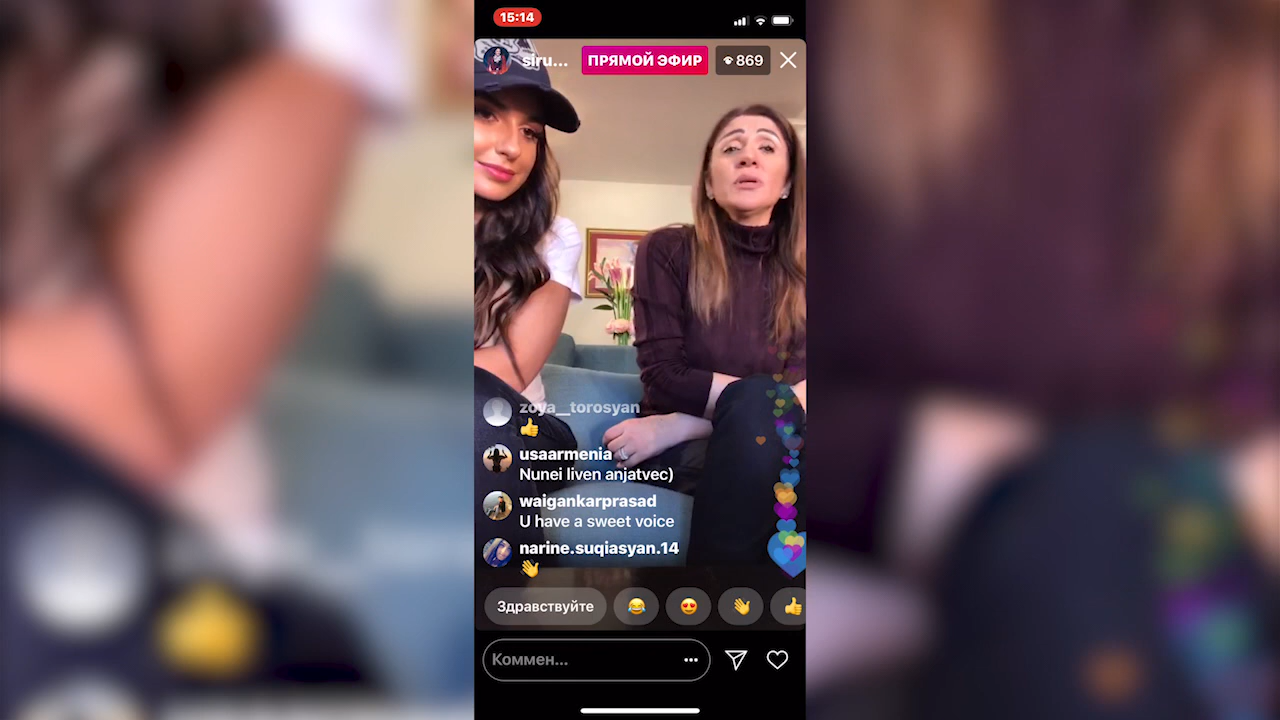 15:14
siru...
ПРЯМОЙ ЭФИР
869
zoya__torosyan
usaarmenia
Nunei liven anjatvec)
waigankarprasad
U have a sweet voice
narine.suqiasyan.14
Здравствуйте
Коммен...